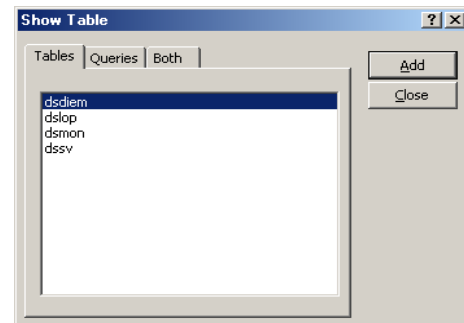 Show Table
Tables Queries Both
Add
Close
dsdiem
dslop
dsmon
dssv